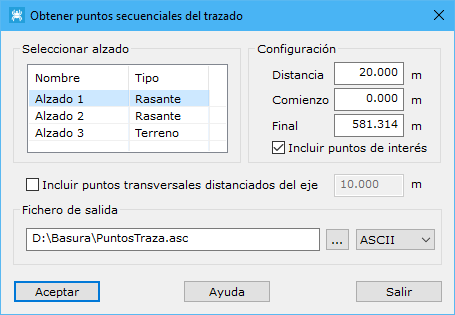 Obtener puntos secuenciales del trazado
Seleccionar alzado
Nombre Tipo
Alzado 1 Rasante
Alzado 2 Rasante
Alzado 3 Terreno
Configuración
Distancia 20.000 m
Comienzo 0.000 m
Final 581.314 m
Incluir puntos de interés
Incluir puntos transversales distanciados del eje 10.000 m
Fichero de salida
D:\Basura\PuntosTraza.asc ... ASCII
Aceptar Ayuda Salir